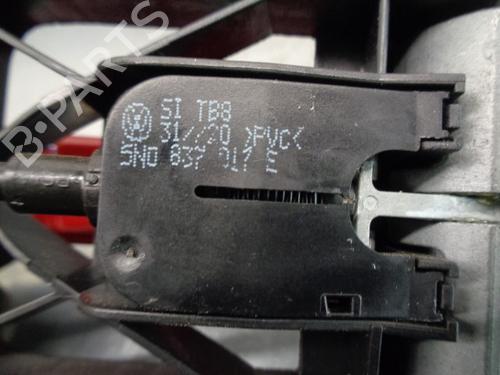 SI TB8
31//20 >PVC<
5N0 837 017 E
B-PARTS